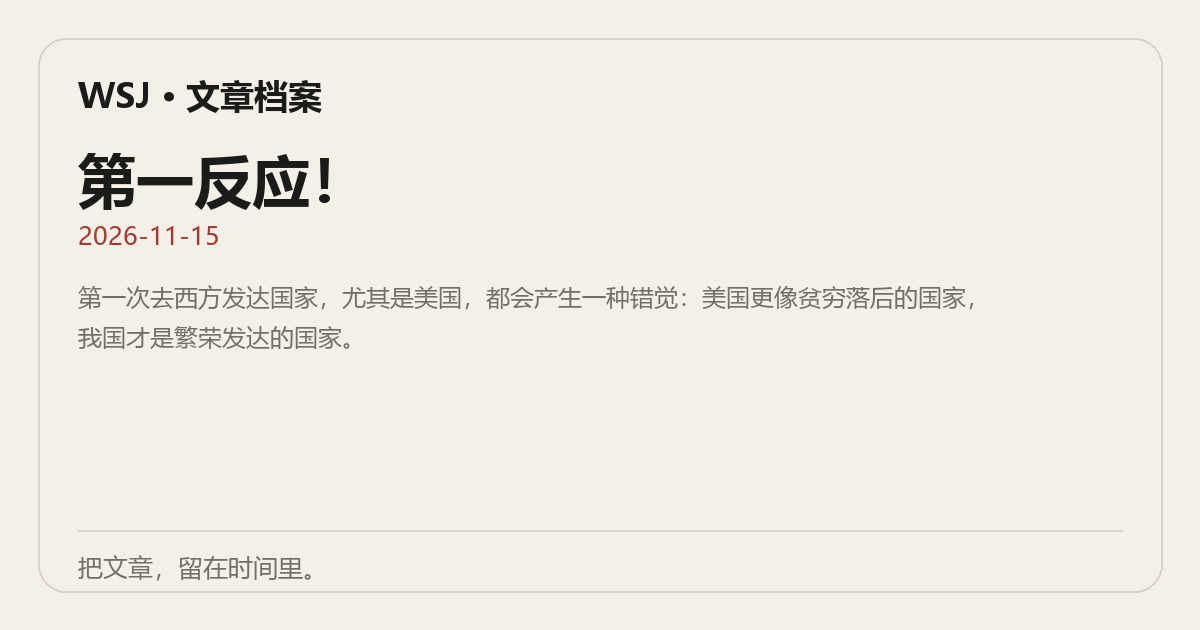 WSJ · 文章档案
第一反应！
2026-11-15
第一次去西方发达国家，尤其是美国，都会产生一种错觉：美国更像贫穷落后的国家，
我国才是繁荣发达的国家。
把文章，留在时间里。